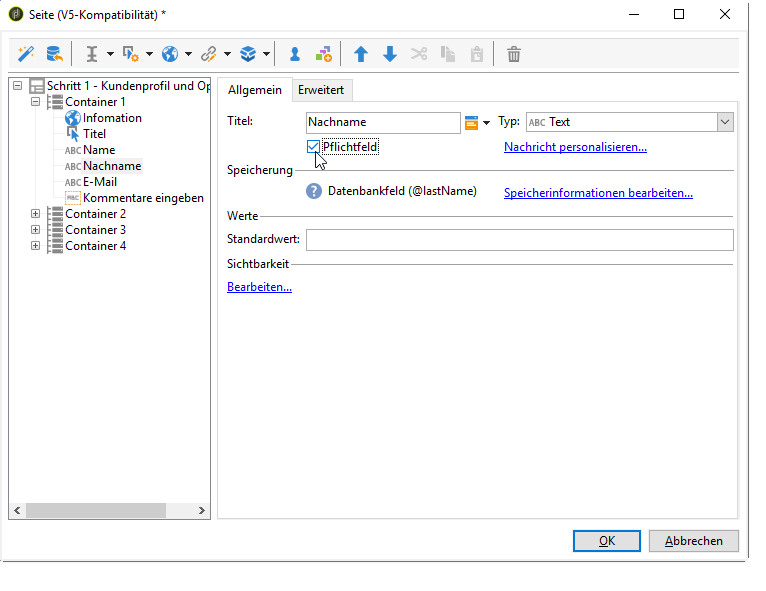 Seite (V5-Kompatibilität) *
Schritt 1 - Kundenprofil und Op
Container 1
Infomation
Titel
ABC Name
ABC Nachname
ABC E-Mail
Kommentare eingeben
Container 2
Container 3
Container 4
Allgemein Erweitert
Titel: Nachname Typ: ABC Text
Pflichtfeld Nachricht personalisieren...
Speicherung
Datenbankfeld (@lastName) Speicherinformationen bearbeiten...
Werte
Standardwert:
Sichtbarkeit
Bearbeiten...
OK Abbrechen